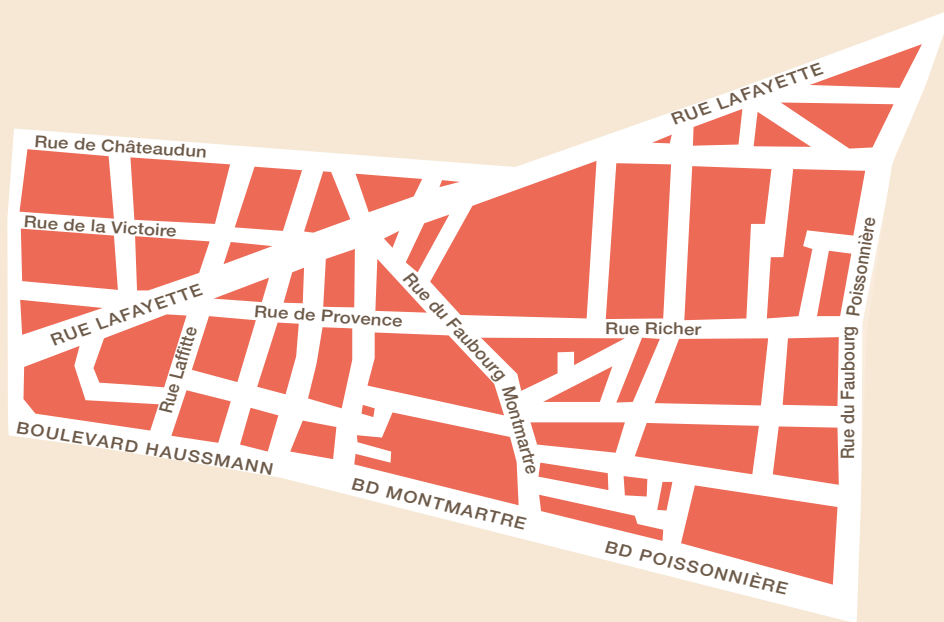 RUE LAFAYETTE
Rue de Châteaudun
Rue de la Victoire
Rue du Faubourg Poissonnière
RUE LAFAYETTE
Rue de Provence
Rue du Faubourg Montmartre
Rue Richer
Rue Laffitte
BOULEVARD HAUSSMANN
BD MONTMARTRE
BD POISSONNIÈRE